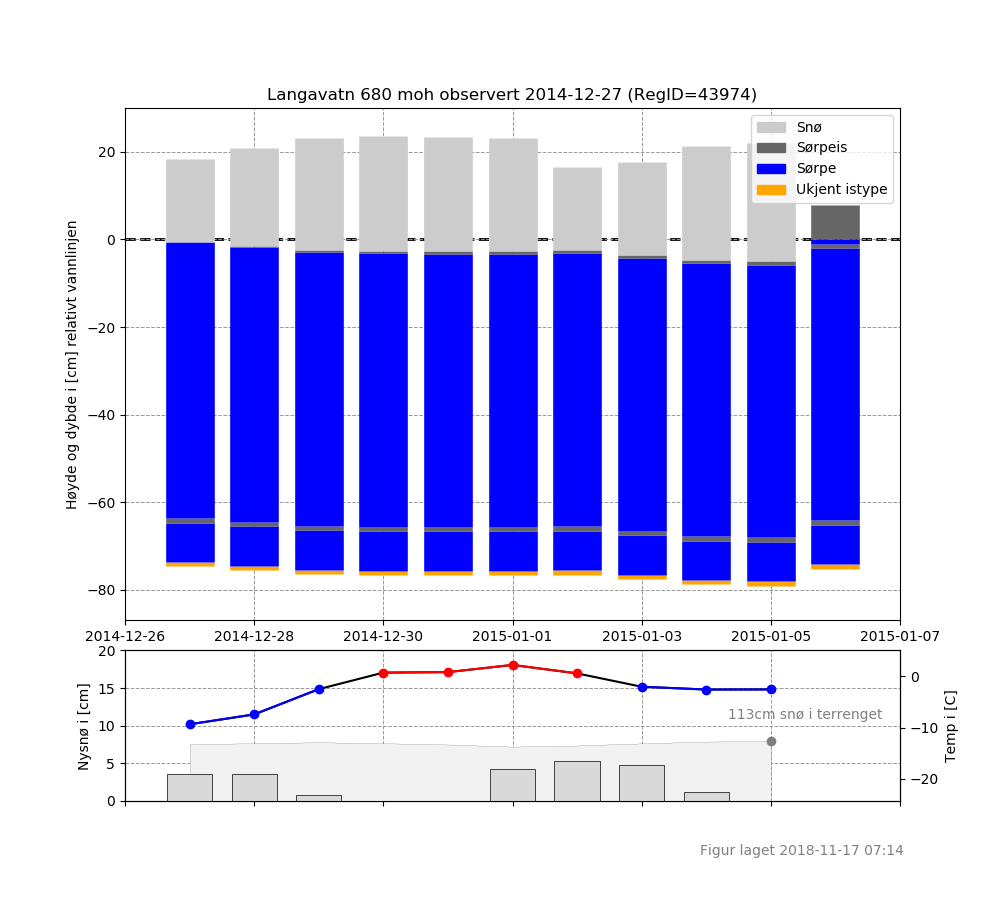 Langavatn 680 moh observert 2014-12-27 (RegID=43974)
Høyde og dybde i [cm] relativt vannlinjen
20
0
−20
−40
−60
−80
Snø
Sørpeis
Sørpe
Ukjent istype
2014-12-26
2014-12-28
2014-12-30
2015-01-01
2015-01-03
2015-01-05
2015-01-07
Nysnø i [cm]
20
15
10
5
0
113cm snø i terrenget
0
−10
−20
Temp i [C]
Figur laget 2018-11-17 07:14